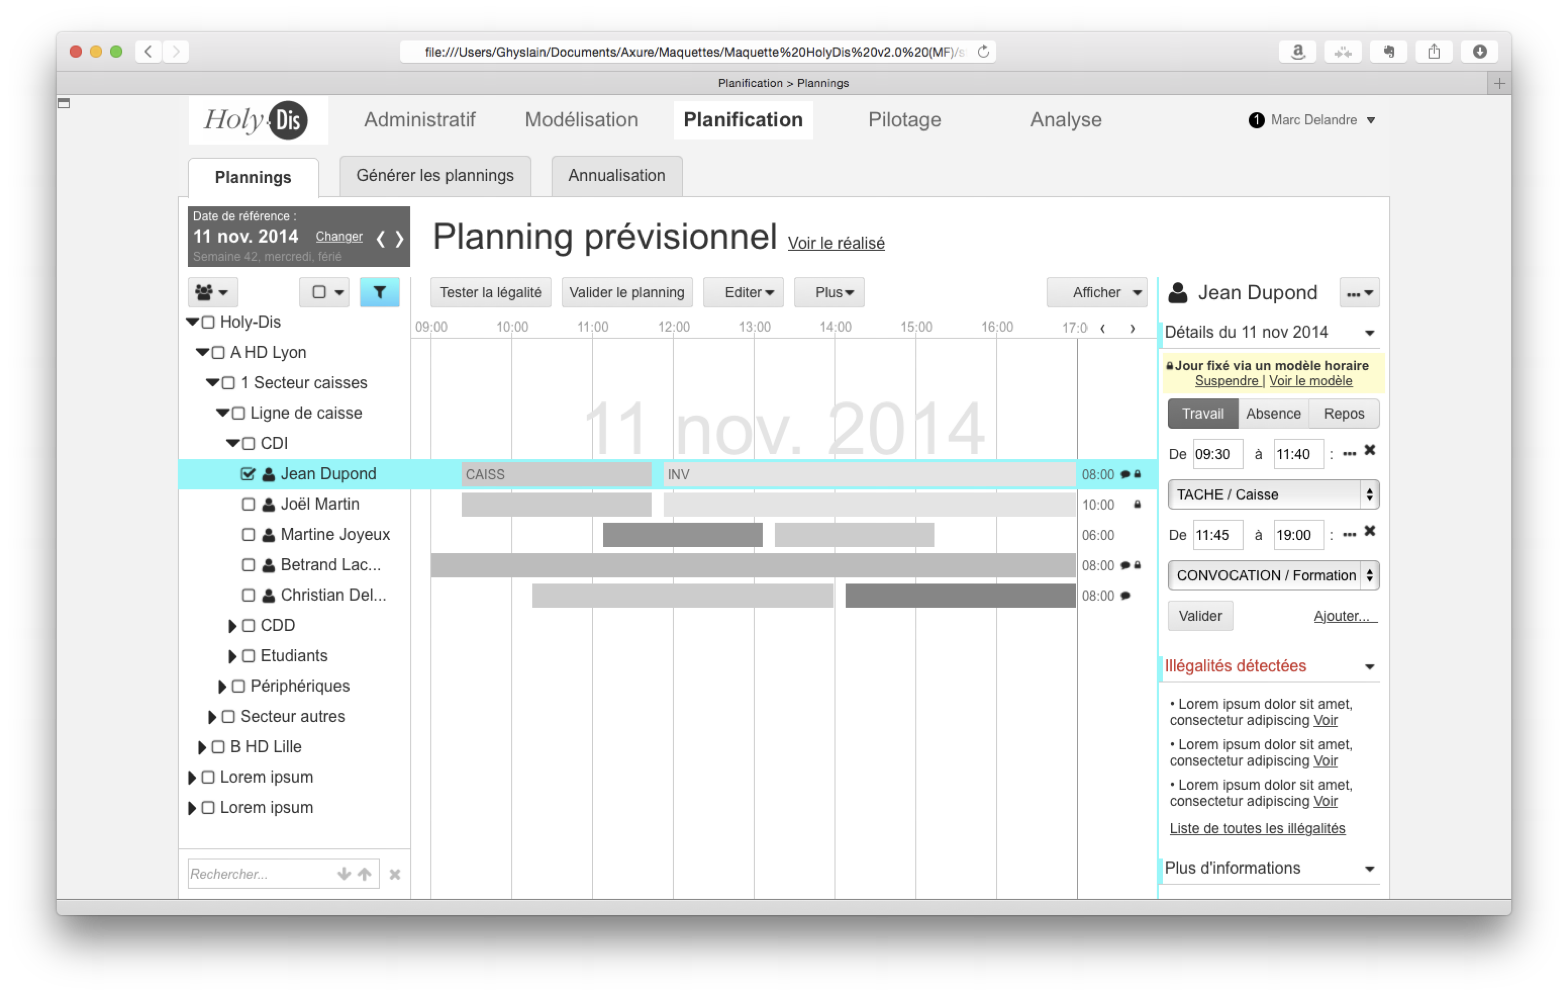 file:///Users/Ghyslain/Documents/Axure/Maquettes/Maquette%20HolyDis%20v2.0%20(MF)/s
Planification > Plannings
Holy-Dis
Administratif
Modélisation
Planification
Pilotage
Analyse
1 Marc Delandre
Plannings
Générer les plannings
Annualisation
Date de référence :
11 nov. 2014 Changer
Semaine 42, mercredi, férié
Planning prévisionnel Voir le réalisé
Tester la légalité
Valider le planning
Editer
Plus
Afficher
09:00 10:00 11:00 12:00 13:00 14:00 15:00 16:00 17:0
11 nov. 2014
Holy-Dis
A HD Lyon
1 Secteur caisses
Ligne de caisse
CDI
Jean Dupond CAISS INV 08:00
Joël Martin 10:00
Martine Joyeux 06:00
Betrand Lac... 08:00
Christian Del... 08:00
CDD
Etudiants
Périphériques
Secteur autres
B HD Lille
Lorem ipsum
Lorem ipsum
Rechercher...
Jean Dupond
Détails du 11 nov 2014
Jour fixé via un modèle horaire
Suspendre | Voir le modèle
Travail Absence Repos
De 09:30 à 11:40 :
TACHE / Caisse
De 11:45 à 19:00 :
CONVOCATION / Formation
Valider Ajouter...
Illégalités détectées
• Lorem ipsum dolor sit amet,
consectetur adipiscing Voir
• Lorem ipsum dolor sit amet,
consectetur adipiscing Voir
• Lorem ipsum dolor sit amet,
consectetur adipiscing Voir
Liste de toutes les illégalités
Plus d'informations